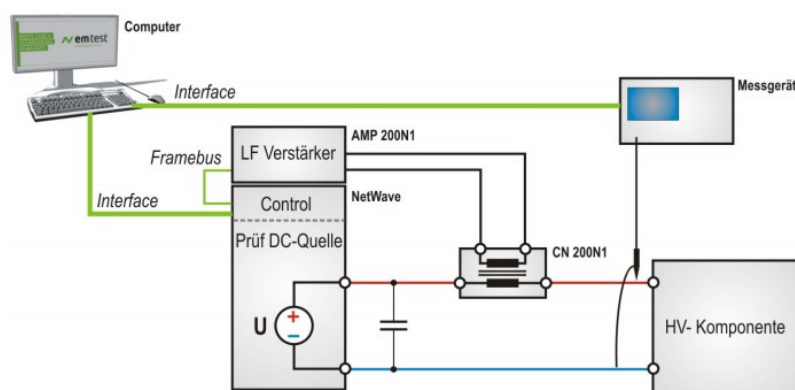 Computer
emtest
Interface
Messgerät
AMP 200N1
LF Verstärker
Framebus
NetWave
Interface
Control
Prüf DC-Quelle
CN 200N1
U
+
−
HV- Komponente